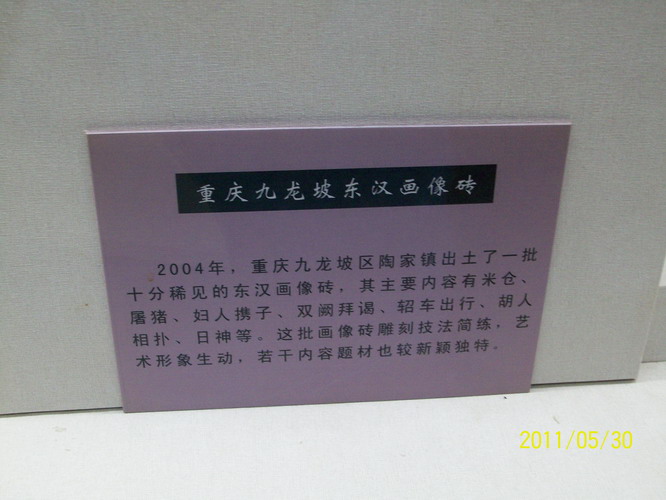 重庆九龙坡东汉画像砖
2004年，重庆九龙坡区陶家镇出土了一批
十分稀见的东汉画像砖，其主要内容有米仓、
屠猪、妇人携子、双阙拜谒、轺车出行、胡人
相扑、日神等。这批画像砖雕刻技法简练，艺
术形象生动，若干内容题材也较新颖独特。
2011/05/30